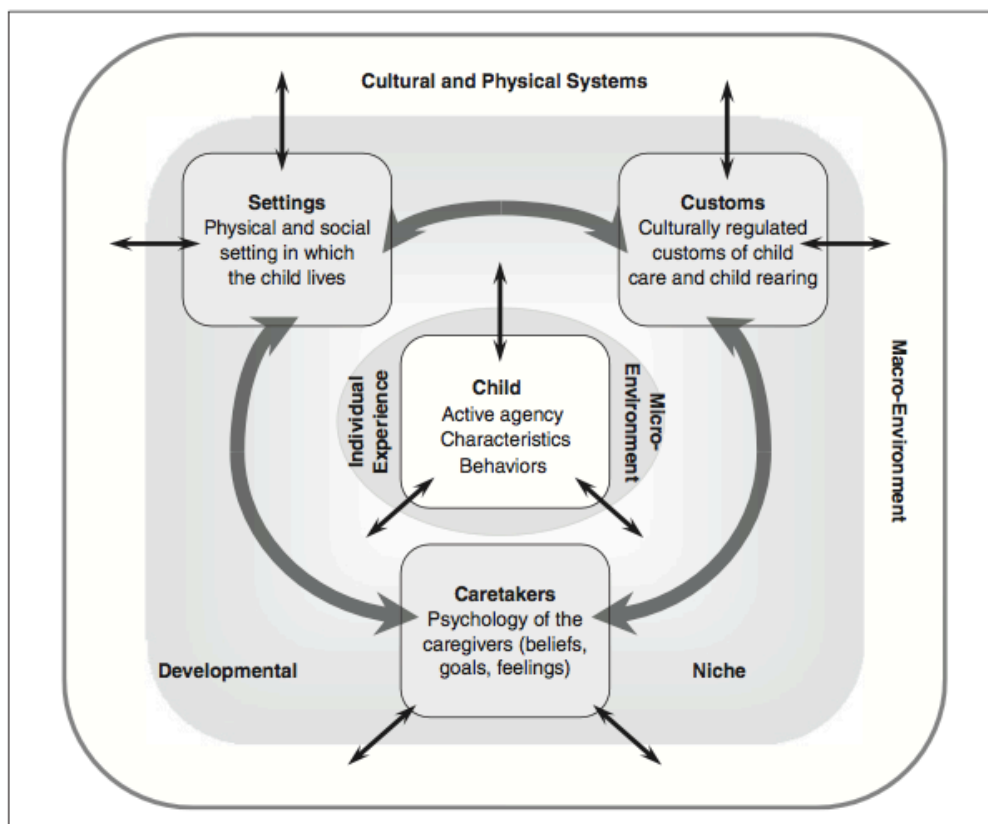 Cultural and Physical Systems
Settings
Physical and social
setting in which
the child lives
Customs
Culturally regulated
customs of child
care and child rearing
Individual
Experience
Child
Active agency
Characteristics
Behaviors
Micro-
Environment
Macro-Environment
Caretakers
Psychology of the
caregivers (beliefs,
goals, feelings)
Developmental
Niche